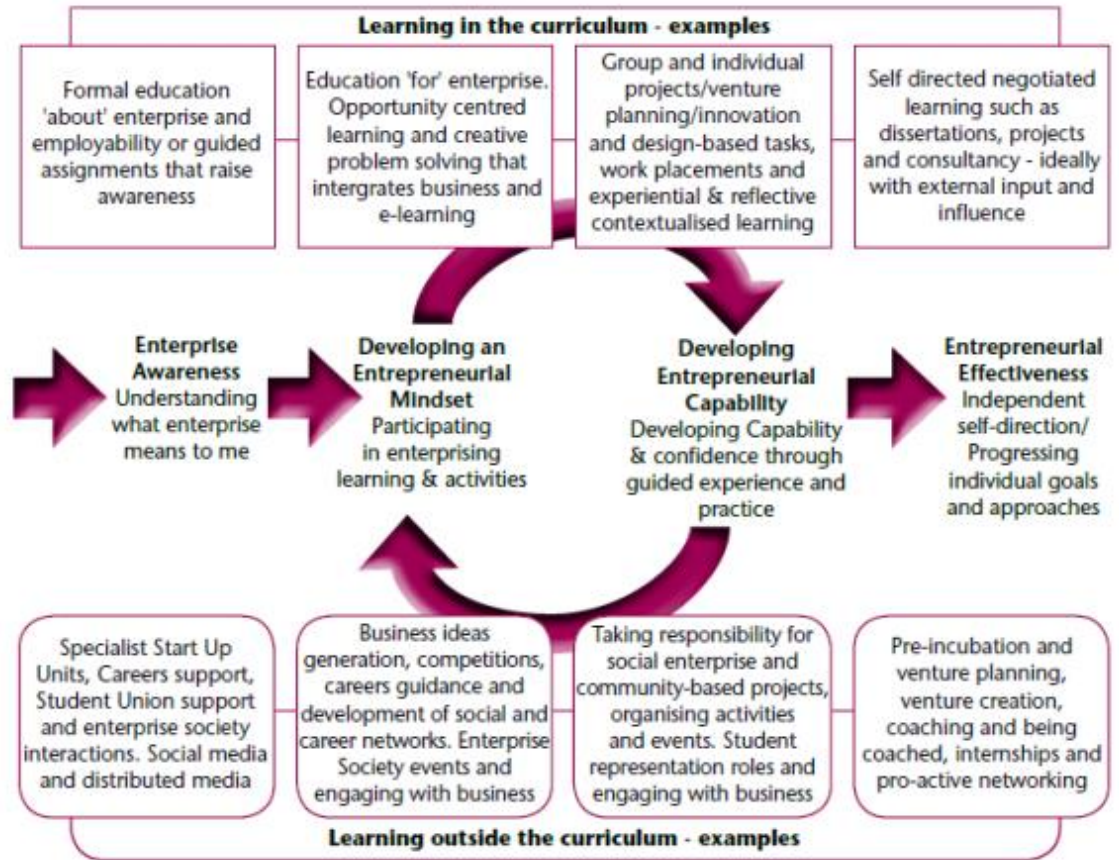 Learning in the curriculum - examples
Formal education
'about' enterprise and
employability or guided
assignments that raise
awareness
Education 'for' enterprise.
Opportunity centred
learning and creative
problem solving that
intergrates business and
e-learning
Group and individual
projects/venture
planning/innovation
and design-based tasks,
work placements and
experiential & reflective
contextualised learning
Self directed negotiated
learning such as
dissertations, projects
and consultancy - ideally
with external input and
influence
Enterprise
Awareness
Understanding
what enterprise
means to me
Developing an
Entrepreneurial
Mindset
Participating
in enterprising
learning & activities
Developing
Entrepreneurial
Capability
Developing Capability
& confidence through
guided experience and
practice
Entrepreneurial
Effectiveness
Independent
self-direction/
Progressing
individual goals
and approaches
Specialist Start Up
Units, Careers support,
Student Union support
and enterprise society
interactions. Social media
and distributed media
Business ideas
generation, competitions,
careers guidance and
development of social and
career networks. Enterprise
Society events and
engaging with business
Taking responsibility for
social enterprise and
community-based projects,
organising activities
and events. Student
representation roles and
engaging with business
Pre-incubation and
venture planning,
venture creation,
coaching and being
coached, internships and
pro-active networking
Learning outside the curriculum - examples